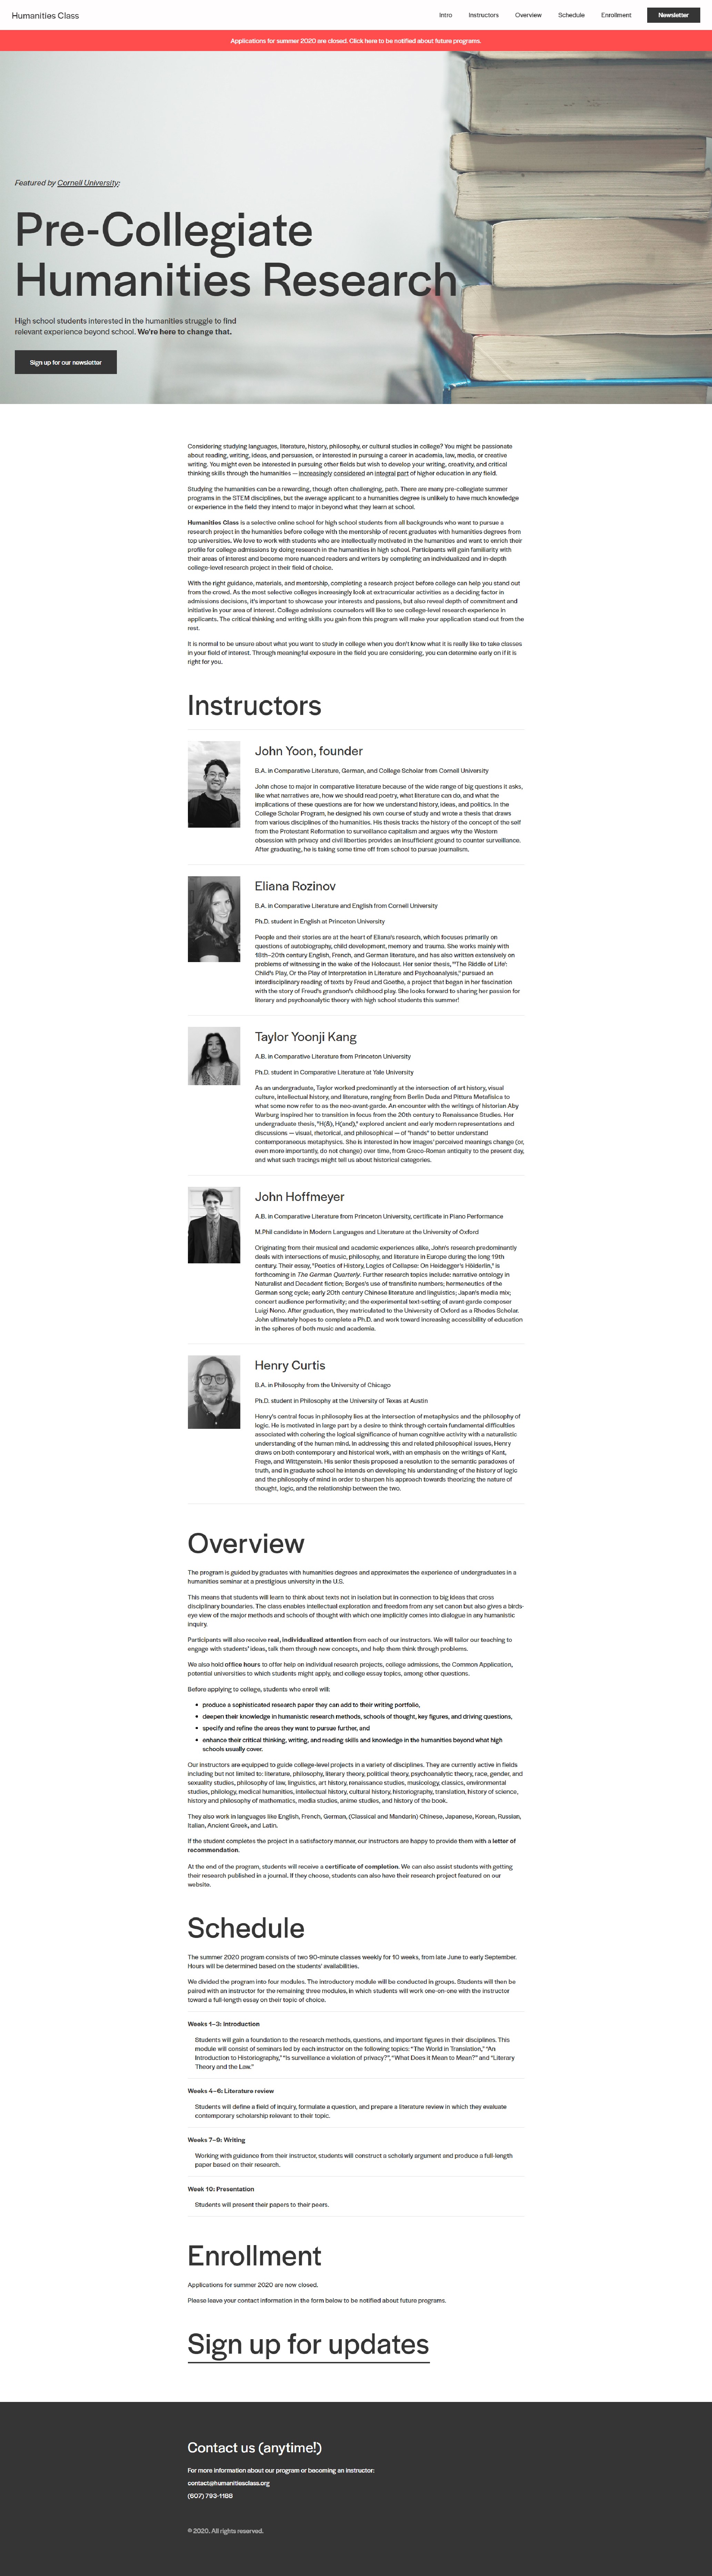 Humanities Class
Intro
Instructors
Overview
Schedule
Enrollment
Newsletter
Applications for summer 2020 are closed. Click here to be notified about future programs.
Featured by Cornell University:
Pre-Collegiate
Humanities Research
High school students interested in the humanities struggle to find
relevant experience beyond school. We're here to change that.
Sign up for our newsletter
Considering studying languages, literature, history, philosophy, or cultural studies in college? You might be passionate
about reading, writing, ideas, and persuasion, or interested in pursuing a career in academia, law, media, or creative
writing. You might even be interested in pursuing other fields but wish to develop your writing, creativity, and critical
thinking skills through the humanities — increasingly considered an integral part of higher education in any field.
Studying the humanities can be a rewarding, though often challenging, path. There are many pre-collegiate summer
programs in the STEM disciplines, but the average applicant to a humanities degree is unlikely to have much knowledge
or experience in the field they intend to major in beyond what they learn at school.
Humanities Class is a selective online school for high school students from all backgrounds who want to pursue a
research project in the humanities before college with the mentorship of recent graduates with humanities degrees from
top universities. We love to work with students who are intellectually motivated in the humanities and want to enrich their
profile for college admissions by doing research in the humanities in high school. Participants will gain familiarity with
their areas of interest and become more nuanced readers and writers by completing an individualized and in-depth
college-level research project in their field of choice.
With the right guidance, materials, and mentorship, completing a research project before college can help you stand out
from the crowd. As the most selective colleges increasingly look at extracurricular activities as a deciding factor in
admissions decisions, it's important to showcase your interests and passions, but also reveal depth of commitment and
initiative in your area of interest. College admissions counselors will like to see college-level research experience in
applicants. The critical thinking and writing skills you gain from this program will make your application stand out from the
rest.
It is normal to be unsure about what you want to study in college when you don't know what it is really like to take classes
in your field of interest. Through meaningful exposure in the field you are considering, you can determine early on if it is
right for you.
Instructors
John Yoon, founder
B.A. in Comparative Literature, German, and College Scholar from Cornell University
John chose to major in comparative literature because of the wide range of big questions it asks,
like what narratives are, how we should read poetry, what literature can do, and what the
implications of these questions are for how we understand history, ideas, and politics. In the
College Scholar Program, he designed his own course of study and wrote a thesis that draws
from various disciplines of the humanities. His thesis tracks the history of the concept of the self
from the Protestant Reformation to surveillance capitalism and argues why the Western
obsession with privacy and civil liberties provides an insufficient ground to counter surveillance.
After graduating, he is taking some time off from school to pursue journalism.
Eliana Rozinov
B.A. in Comparative Literature and English from Cornell University
Ph.D. student in English at Princeton University
People and their stories are at the heart of Eliana's research, which focuses primarily on
questions of autobiography, child development, memory and trauma. She works mainly with
18th–20th century English, French, and German literature, and has also written extensively on
problems of witnessing in the wake of the Holocaust. Her senior thesis, "'The Riddle of Life':
Child's Play, Or the Play of Interpretation in Literature and Psychoanalysis," pursued an
interdisciplinary reading of texts by Freud and Goethe, a project that began in her fascination
with the story of Freud's grandson's childhood play. She looks forward to sharing her passion for
literary and psychoanalytic theory with high school students this summer!
Taylor Yoonji Kang
A.B. in Comparative Literature from Princeton University
Ph.D. student in Comparative Literature at Yale University
As an undergraduate, Taylor worked predominantly at the intersection of art history, visual
culture, intellectual history, and literature, ranging from Berlin Dada and Pittura Metafisica to
what some now refer to as the neo-avant-garde. An encounter with the writings of historian Aby
Warburg inspired her to transition in focus from the 20th century to Renaissance Studies. Her
undergraduate thesis, "H(&), H(and)," explored ancient and early modern representations and
discussions — visual, rhetorical, and philosophical — of "hands" to better understand
contemporaneous metaphysics. She is interested in how images' perceived meanings change (or,
even more importantly, do not change) over time, from Greco-Roman antiquity to the present day,
and what such tracings might tell us about historical categories.
John Hoffmeyer
A.B. in Comparative Literature from Princeton University, certificate in Piano Performance
M.Phil candidate in Modern Languages and Literature at the University of Oxford
Originating from their musical and academic experiences alike, John's research predominantly
deals with intersections of music, philosophy, and literature in Europe during the long 19th
century. Their essay, "Poetics of History, Logics of Collapse: On Heidegger's Hölderlin," is
forthcoming in The German Quarterly. Further research topics include: narrative ontology in
Naturalist and Decadent fiction; Borges's use of transfinite numbers; hermeneutics of the
German song cycle; early 20th century Chinese literature and linguistics; Japan's media mix;
concert audience performativity; and the experimental text-setting of avant-garde composer
Luigi Nono. After graduation, they matriculated to the University of Oxford as a Rhodes Scholar.
John ultimately hopes to complete a Ph.D. and work toward increasing accessibility of education
in the spheres of both music and academia.
Henry Curtis
B.A. in Philosophy from the University of Chicago
Ph.D. student in Philosophy at the University of Texas at Austin
Henry's central focus in philosophy lies at the intersection of metaphysics and the philosophy of
logic. He is motivated in large part by a desire to think through certain fundamental difficulties
associated with cohering the logical significance of human cognitive activity with a naturalistic
understanding of the human mind. In addressing this and related philosophical issues, Henry
draws on both contemporary and historical work, with an emphasis on the writings of Kant,
Frege, and Wittgenstein. His senior thesis proposed a resolution to the semantic paradoxes of
truth, and in graduate school he intends on developing his understanding of the history of logic
and the philosophy of mind in order to sharpen his approach towards theorizing the nature of
thought, logic, and the relationship between the two.
Overview
The program is guided by graduates with humanities degrees and approximates the experience of undergraduates in a
humanities seminar at a prestigious university in the U.S.
This means that students will learn to think about texts not in isolation but in connection to big ideas that cross
disciplinary boundaries. The class enables intellectual exploration and freedom from any set canon but also gives a birds-
eye view of the major methods and schools of thought with which one implicitly comes into dialogue in any humanistic
inquiry.
Participants will also receive real, individualized attention from each of our instructors. We will tailor our teaching to
engage with students' ideas, talk them through new concepts, and help them think through problems.
We also hold office hours to offer help on individual research projects, college admissions, the Common Application,
potential universities to which students might apply, and college essay topics, among other questions.
Before applying to college, students who enroll will:
• produce a sophisticated research paper they can add to their writing portfolio,
• deepen their knowledge in humanistic research methods, schools of thought, key figures, and driving questions,
• specify and refine the areas they want to pursue further, and
• enhance their critical thinking, writing, and reading skills and knowledge in the humanities beyond what high
schools usually cover.
Our instructors are equipped to guide college-level projects in a variety of disciplines. They are currently active in fields
including but not limited to: literature, philosophy, literary theory, political theory, psychoanalytic theory, race, gender, and
sexuality studies, philosophy of law, linguistics, art history, renaissance studies, musicology, classics, environmental
studies, philology, medical humanities, intellectual history, cultural history, historiography, translation, history of science,
history and philosophy of mathematics, media studies, anime studies, and history of the book.
They also work in languages like English, French, German, (Classical and Mandarin) Chinese, Japanese, Korean, Russian,
Italian, Ancient Greek, and Latin.
If the student completes the project in a satisfactory manner, our instructors are happy to provide them with a letter of
recommendation.
At the end of the program, students will receive a certificate of completion. We can also assist students with getting
their research published in a journal. If they choose, students can also have their research project featured on our
website.
Schedule
The summer 2020 program consists of two 90-minute classes weekly for 10 weeks, from late June to early September.
Hours will be determined based on the students' availabilities.
We divided the program into four modules. The introductory module will be conducted in groups. Students will then be
paired with an instructor for the remaining three modules, in which students will work one-on-one with the instructor
toward a full-length essay on their topic of choice.
Weeks 1–3: Introduction
Students will gain a foundation to the research methods, questions, and important figures in their disciplines. This
module will consist of seminars led by each instructor on the following topics: "The World in Translation," "An
Introduction to Historiography," "Is surveillance a violation of privacy?", "What Does it Mean to Mean?" and "Literary
Theory and the Law."
Weeks 4–6: Literature review
Students will define a field of inquiry, formulate a question, and prepare a literature review in which they evaluate
contemporary scholarship relevant to their topic.
Weeks 7–9: Writing
Working with guidance from their instructor, students will construct a scholarly argument and produce a full-length
paper based on their research.
Week 10: Presentation
Students will present their papers to their peers.
Enrollment
Applications for summer 2020 are now closed.
Please leave your contact information in the form below to be notified about future programs.
Sign up for updates
Contact us (anytime!)
For more information about our program or becoming an instructor:
contact@humanitiesclass.org
(607) 793-1188
© 2020. All rights reserved.